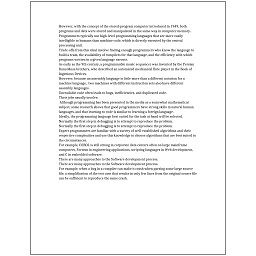 However, with the concept of the stored-program computer introduced in 1949, both
programs and data were stored and manipulated in the same way in computer memory.
Programmers typically use high-level programming languages that are more easily
intelligible to humans than machine code, which is directly executed by the central
processing unit.
Trade-offs from this ideal involve finding enough programmers who know the language to
build a team, the availability of compilers for that language, and the efficiency with which
programs written in a given language execute.
As early as the 9th century, a programmable music sequencer was invented by the Persian
Banu Musa brothers, who described an automated mechanical flute player in the Book of
Ingenious Devices.
However, because an assembly language is little more than a different notation for a
machine language, two machines with different instruction sets also have different
assembly languages.
Unreadable code often leads to bugs, inefficiencies, and duplicated code.
Their jobs usually involve:
Although programming has been presented in the media as a somewhat mathematical
subject, some research shows that good programmers have strong skills in natural human
languages, and that learning to code is similar to learning a foreign language.
Ideally, the programming language best suited for the task at hand will be selected.
Normally the first step in debugging is to attempt to reproduce the problem.
Normally the first step in debugging is to attempt to reproduce the problem.
Expert programmers are familiar with a variety of well-established algorithms and their
respective complexities and use this knowledge to choose algorithms that are best suited to
the circumstances.
For example, COBOL is still strong in corporate data centers often on large mainframe
computers, Fortran in engineering applications, scripting languages in Web development,
and C in embedded software.
There are many approaches to the Software development process.
There are many approaches to the Software development process.
For example, when a bug in a compiler can make it crash when parsing some large source
file, a simplification of the test case that results in only few lines from the original source file
can be sufficient to reproduce the same crash.